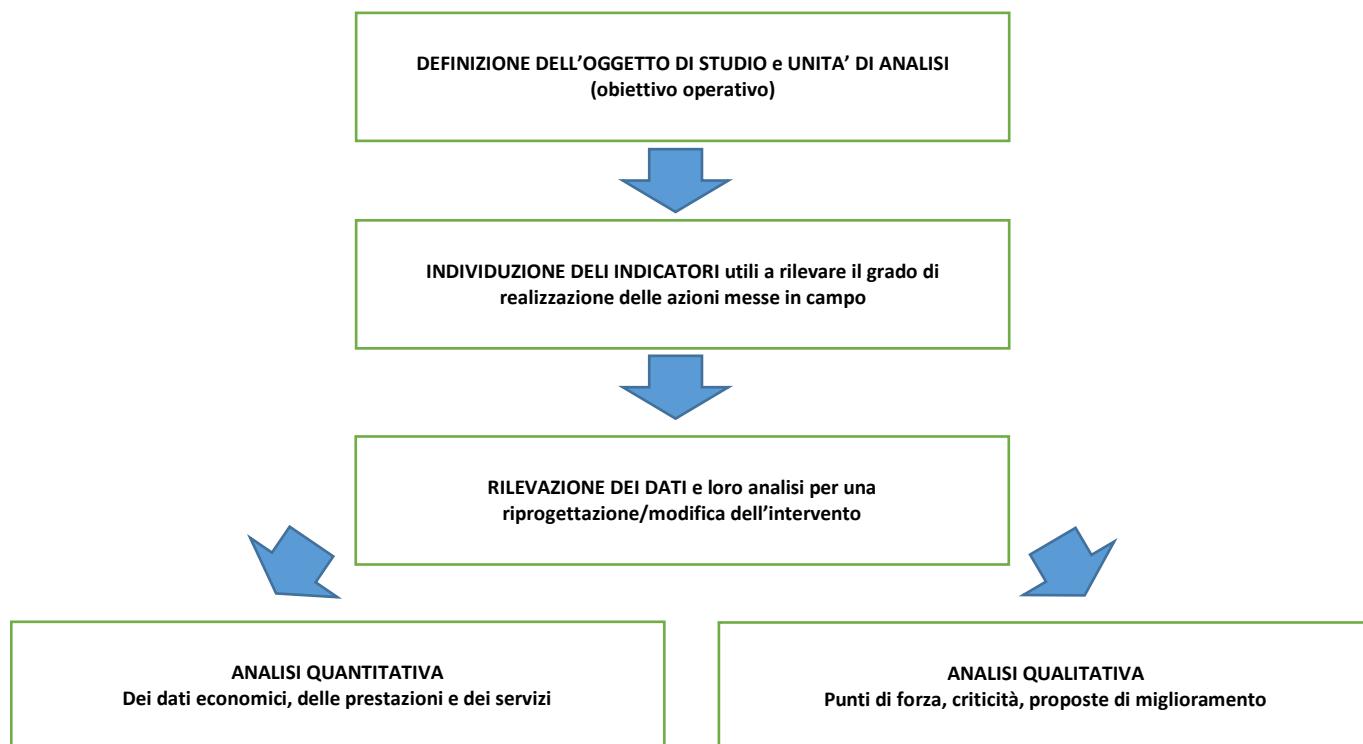 DEFINIZIONE DELL’OGGETTO DI STUDIO e UNITA’ DI ANALISI
(obiettivo operativo)
INDIVIDUZIONE DELI INDICATORI utili a rilevare il grado di
realizzazione delle azioni messe in campo
RILEVAZIONE DEI DATI e loro analisi per una
riprogettazione/modifica dell’intervento
ANALISI QUANTITATIVA
Dei dati economici, delle prestazioni e dei servizi
ANALISI QUALITATIVA
Punti di forza, criticità, proposte di miglioramento